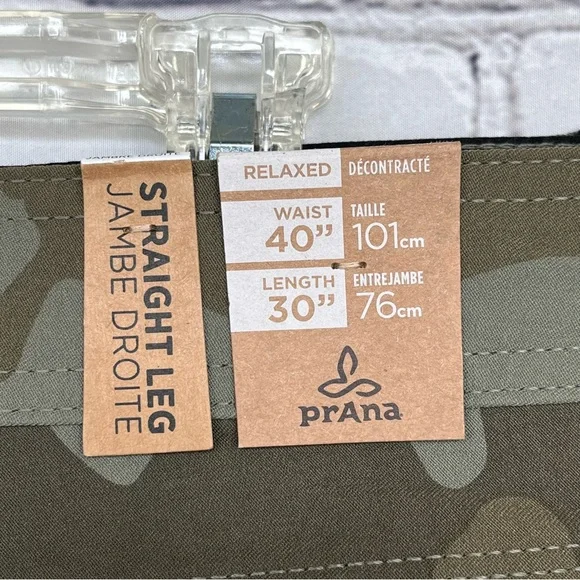 STRAIGHT LEG
JAMBE DROITE
RELAXED DÉCONTRACTÉ
WAIST TAILLE
40” 101cm
LENGTH ENTREJAMBE
30” 76cm
prAna